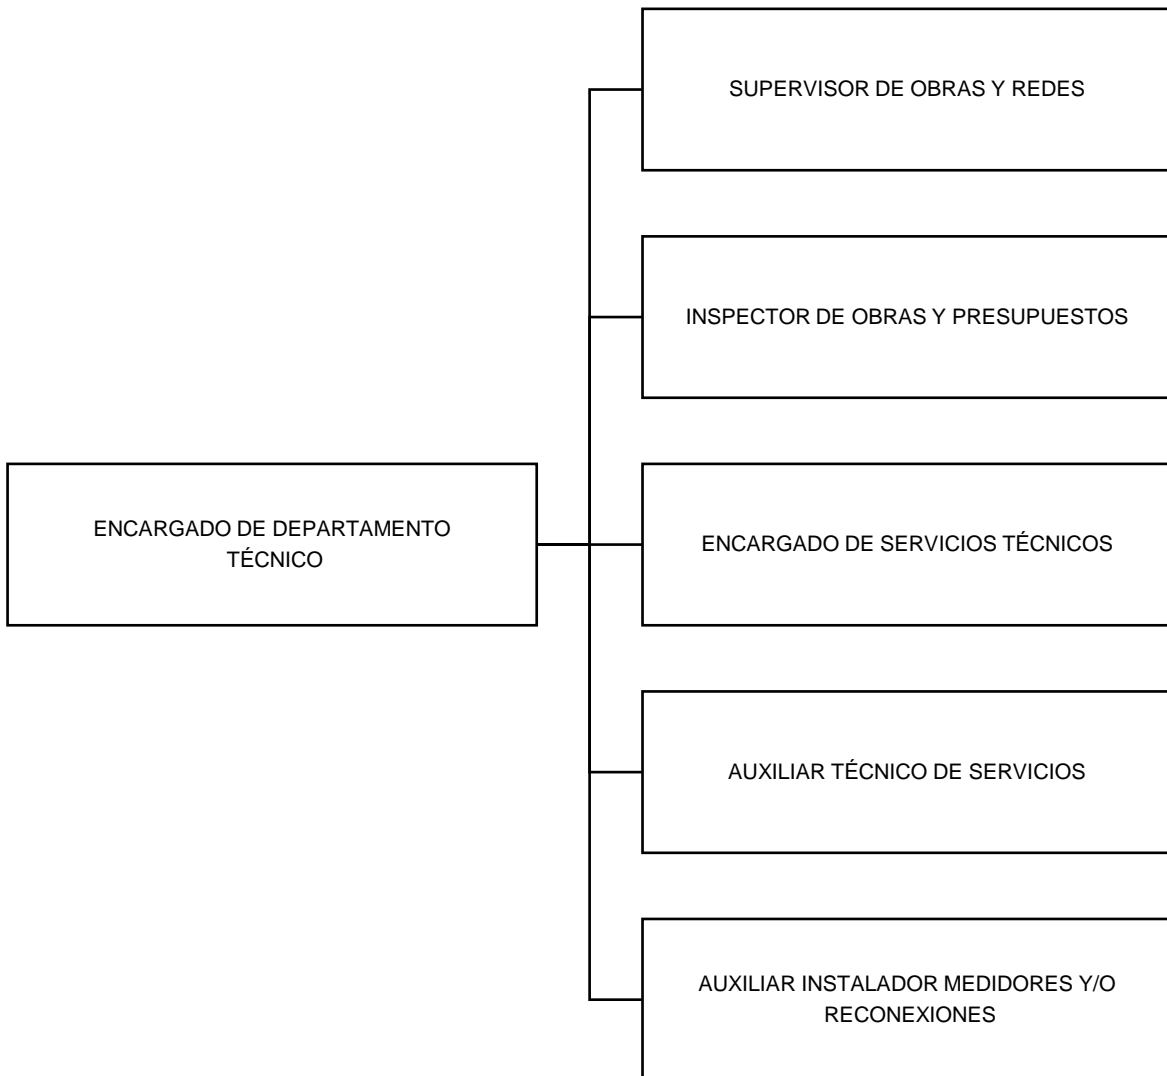 SUPERVISOR DE OBRAS Y REDES
INSPECTOR DE OBRAS Y PRESUPUESTOS
ENCARGADO DE DEPARTAMENTO
TÉCNICO
ENCARGADO DE SERVICIOS TÉCNICOS
AUXILIAR TÉCNICO DE SERVICIOS
AUXILIAR INSTALADOR MEDIDORES Y/O
RECONEXIONES